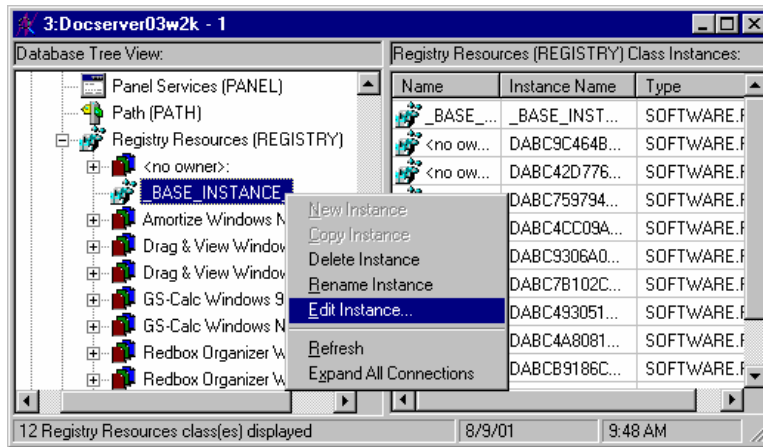 3:Docserver03w2k - 1
Database Tree View:
Registry Resources (REGISTRY) Class Instances:
Panel Services (PANEL)
Path (PATH)
Registry Resources (REGISTRY)
<no owner>:
_BASE_INSTANCE_
Amortize Windows N
Drag & View Window
Drag & View Window
GS-Calc Windows 9
GS-Calc Windows N
Redbox Organizer W
Redbox Organizer W
New Instance
Copy Instance
Delete Instance
Rename Instance
Edit Instance...
Refresh
Expand All Connections
Name Instance Name Type
_BASE_... _BASE_INST... SOFTWARE.F
<no ow... DABC9C464B... SOFTWARE.F
<no ow... DABC42D776... SOFTWARE.F
DABC759794... SOFTWARE.F
DABC4CC09A... SOFTWARE.F
DABC9306A0... SOFTWARE.F
DABC7B102C... SOFTWARE.F
DABC493051... SOFTWARE.F
DABC4A8081... SOFTWARE.F
DABCB9186C... SOFTWARE.F
12 Registry Resources class(es) displayed 8/9/01 9:48 AM